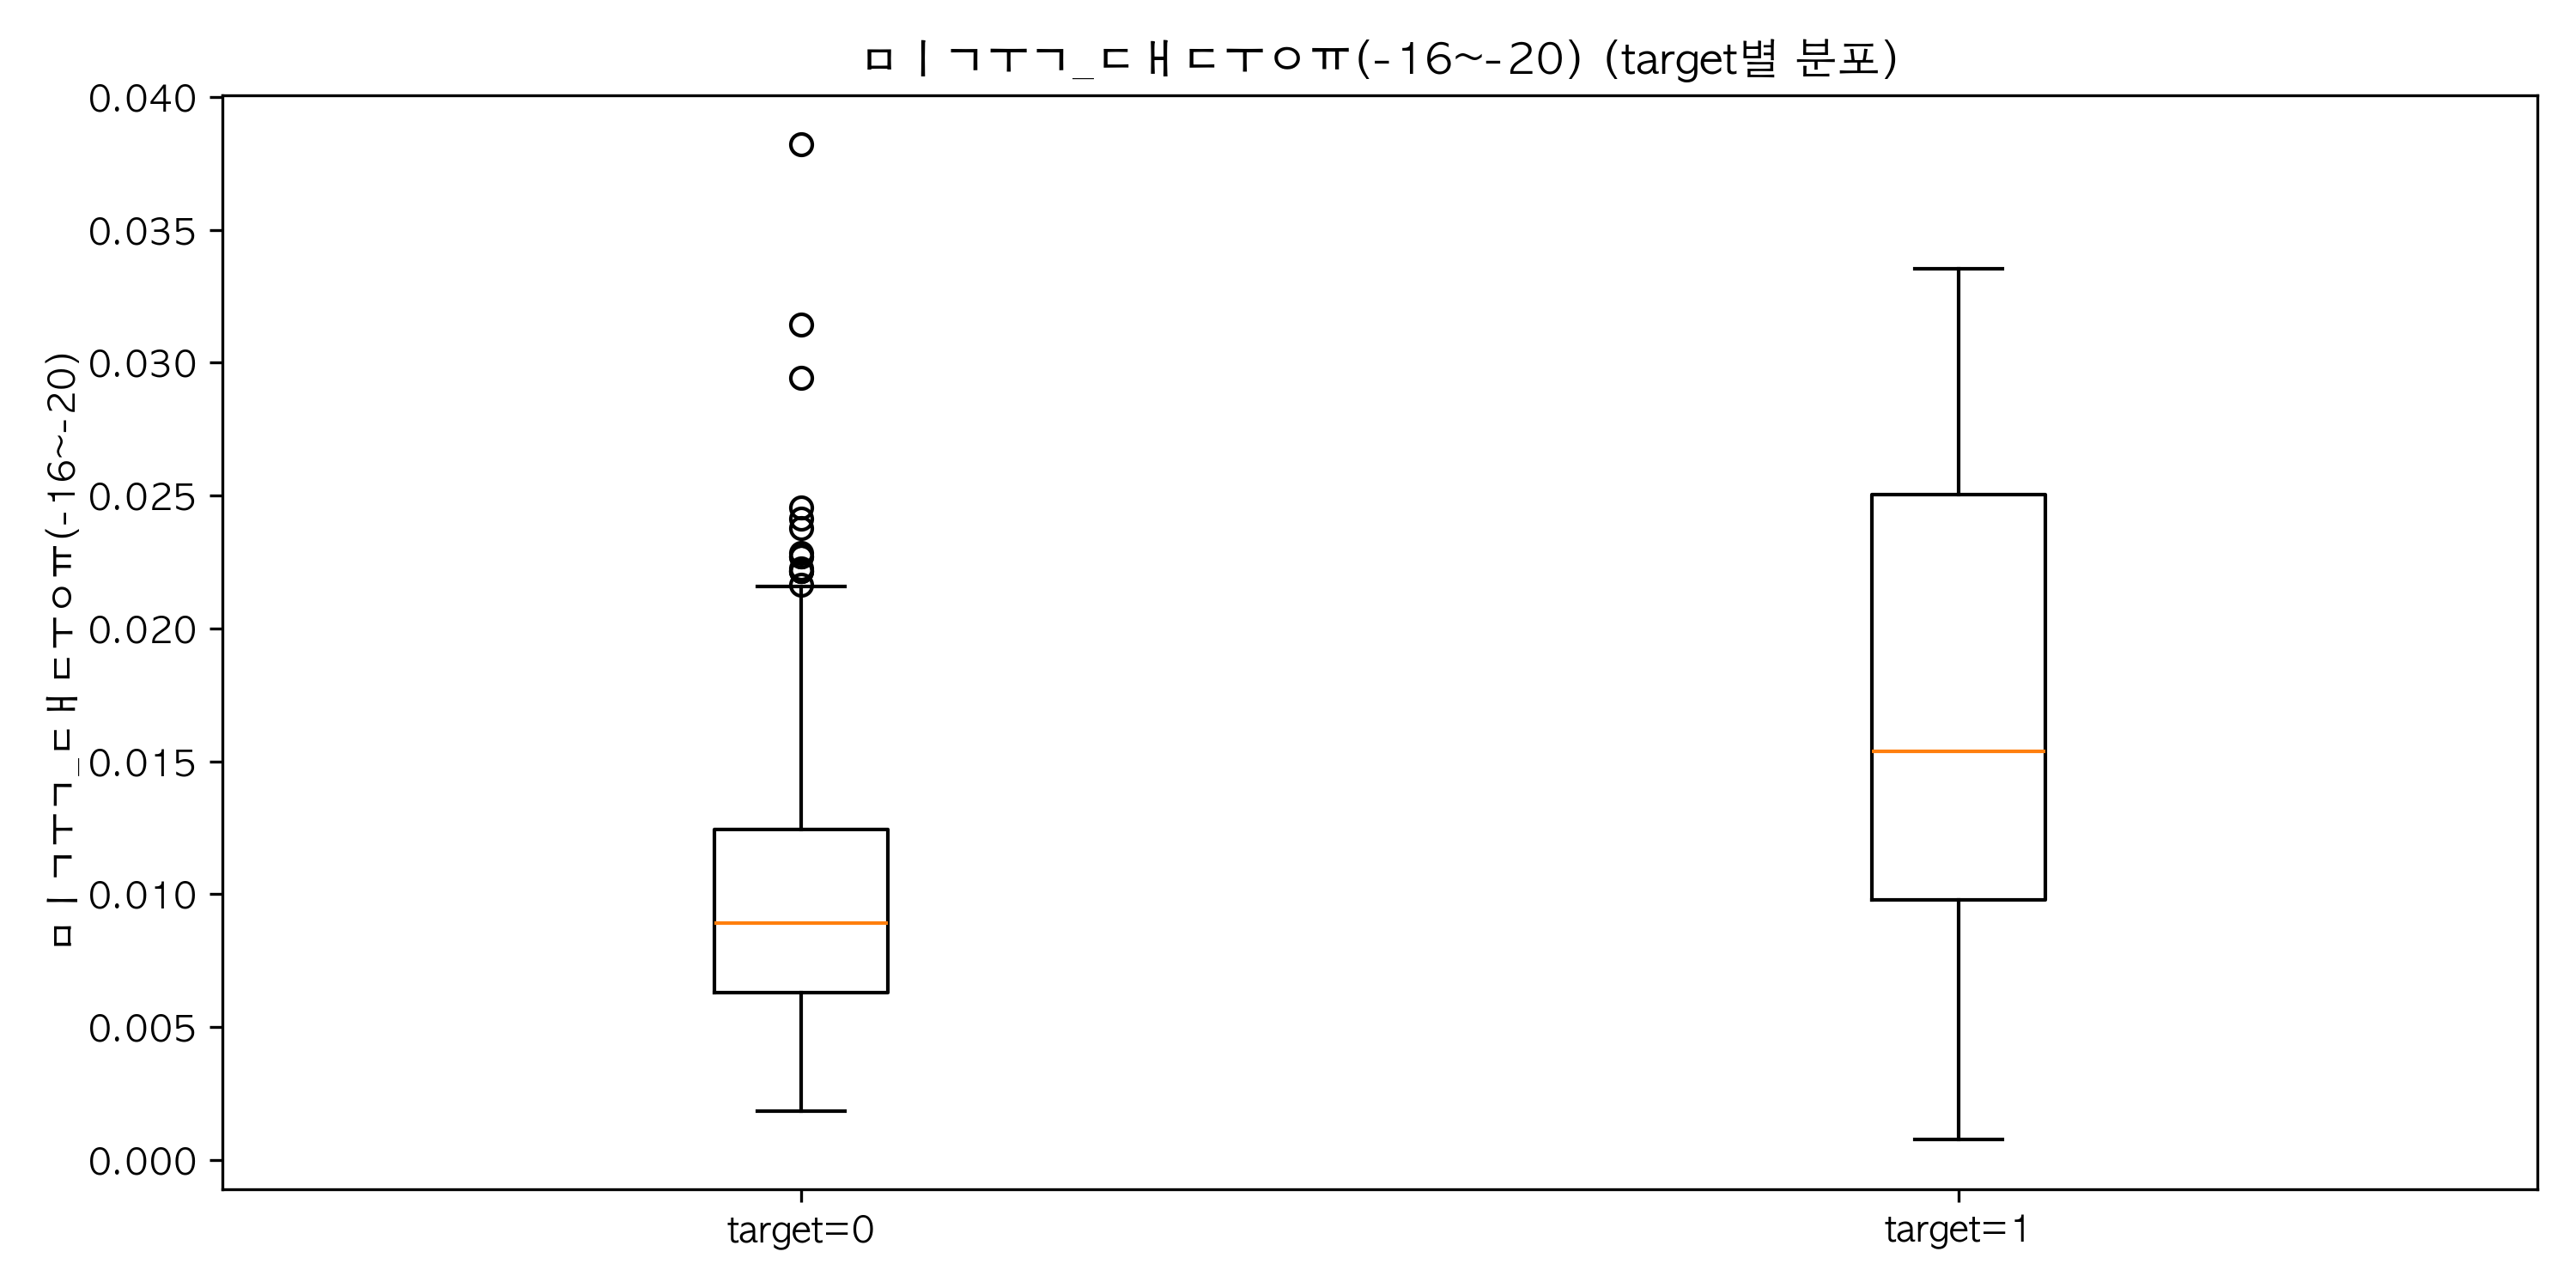 ㅁㅣㄱㅜㄱ_ㄷㅐㄷㅜㅇㅠ(-16~-20) (target별 분포)
ㅁㅣㄱㅜㄱ_ㄷㅐㄷㅜㅇㅠ(-16~-20)
0.040
0.035
0.030
0.025
0.020
0.015
0.010
0.005
0.000
target=0
target=1